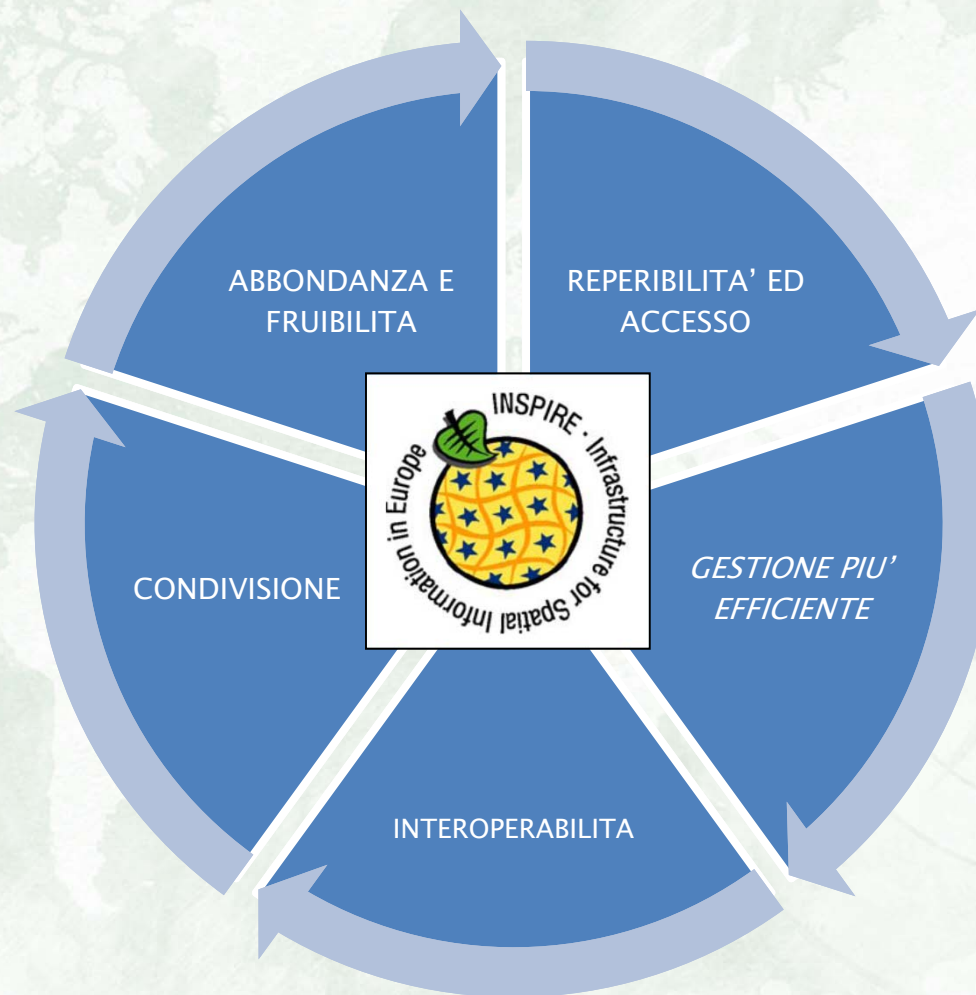 ABBONDANZA E
FRUIBILITA
REPERIBILITA’ ED
ACCESSO
INSPIRE · Infrastructure for Spatial Information in Europe
CONDIVISIONE
GESTIONE PIU’
EFFICIENTE
INTEROPERABILITA